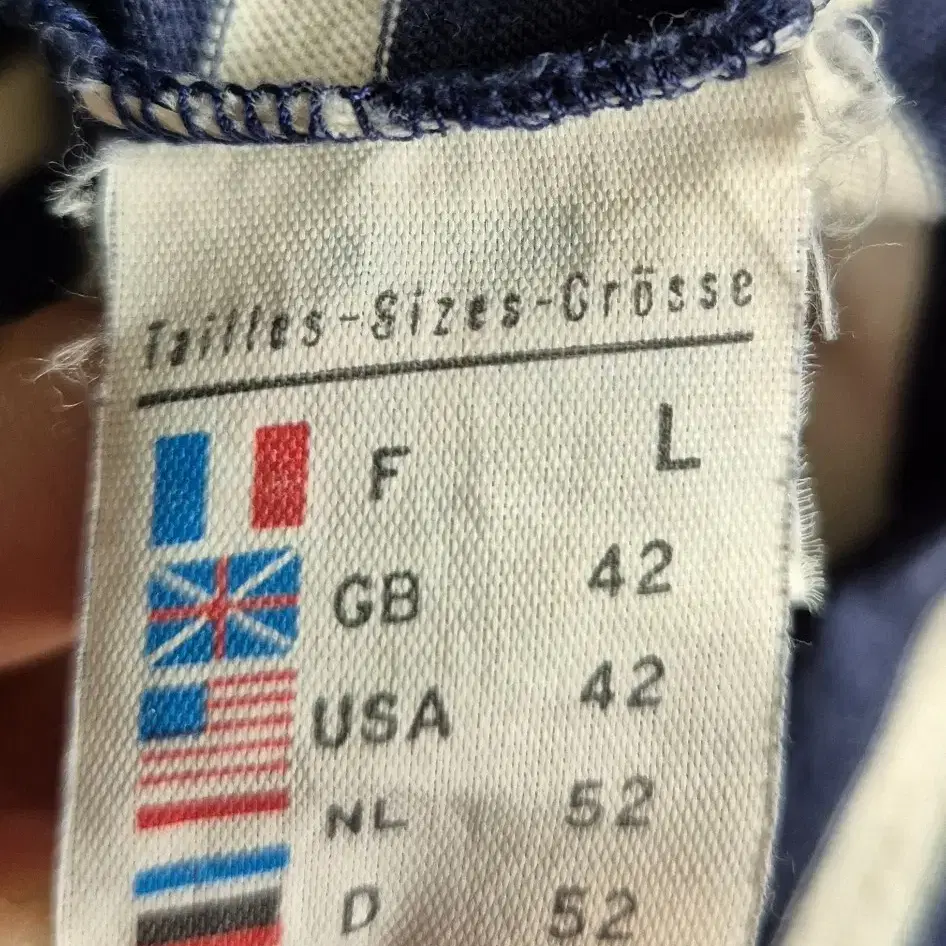 Tailles-Sizes-Grösse
F L
GB 42
USA 42
NL 52
D 52